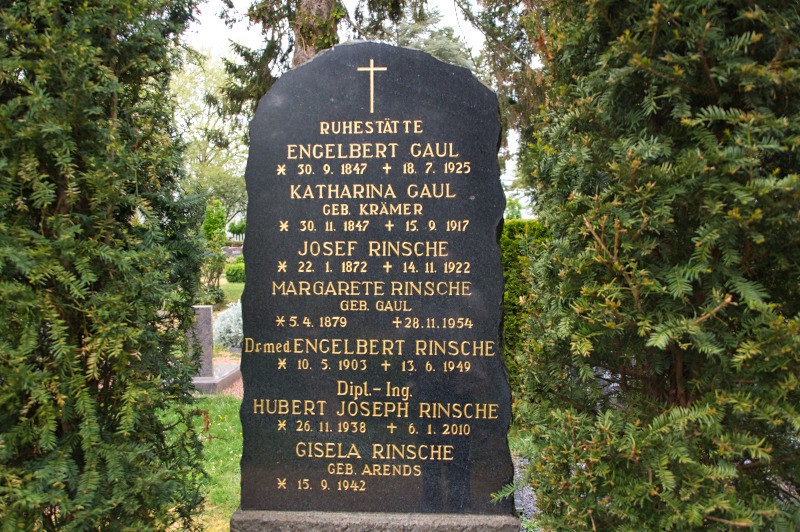 RUHESTÄTTE
ENGELBERT GAUL
* 30. 9. 1847 + 18. 7. 1925
KATHARINA GAUL
GEB. KRÄMER
* 30. 11. 1847 + 15. 9. 1917
JOSEF RINSCHE
* 22. 1. 1872 + 14. 11. 1922
MARGARETE RINSCHE
GEB. GAUL
* 5. 4. 1879 + 28. 11. 1954
Dr. med. ENGELBERT RINSCHE
* 10. 5. 1903 + 13. 6. 1949
Dipl.-Ing.
HUBERT JOSEPH RINSCHE
* 26. 11. 1938 + 6. 1. 2010
GISELA RINSCHE
GEB. ARENDS
* 15. 9. 1942